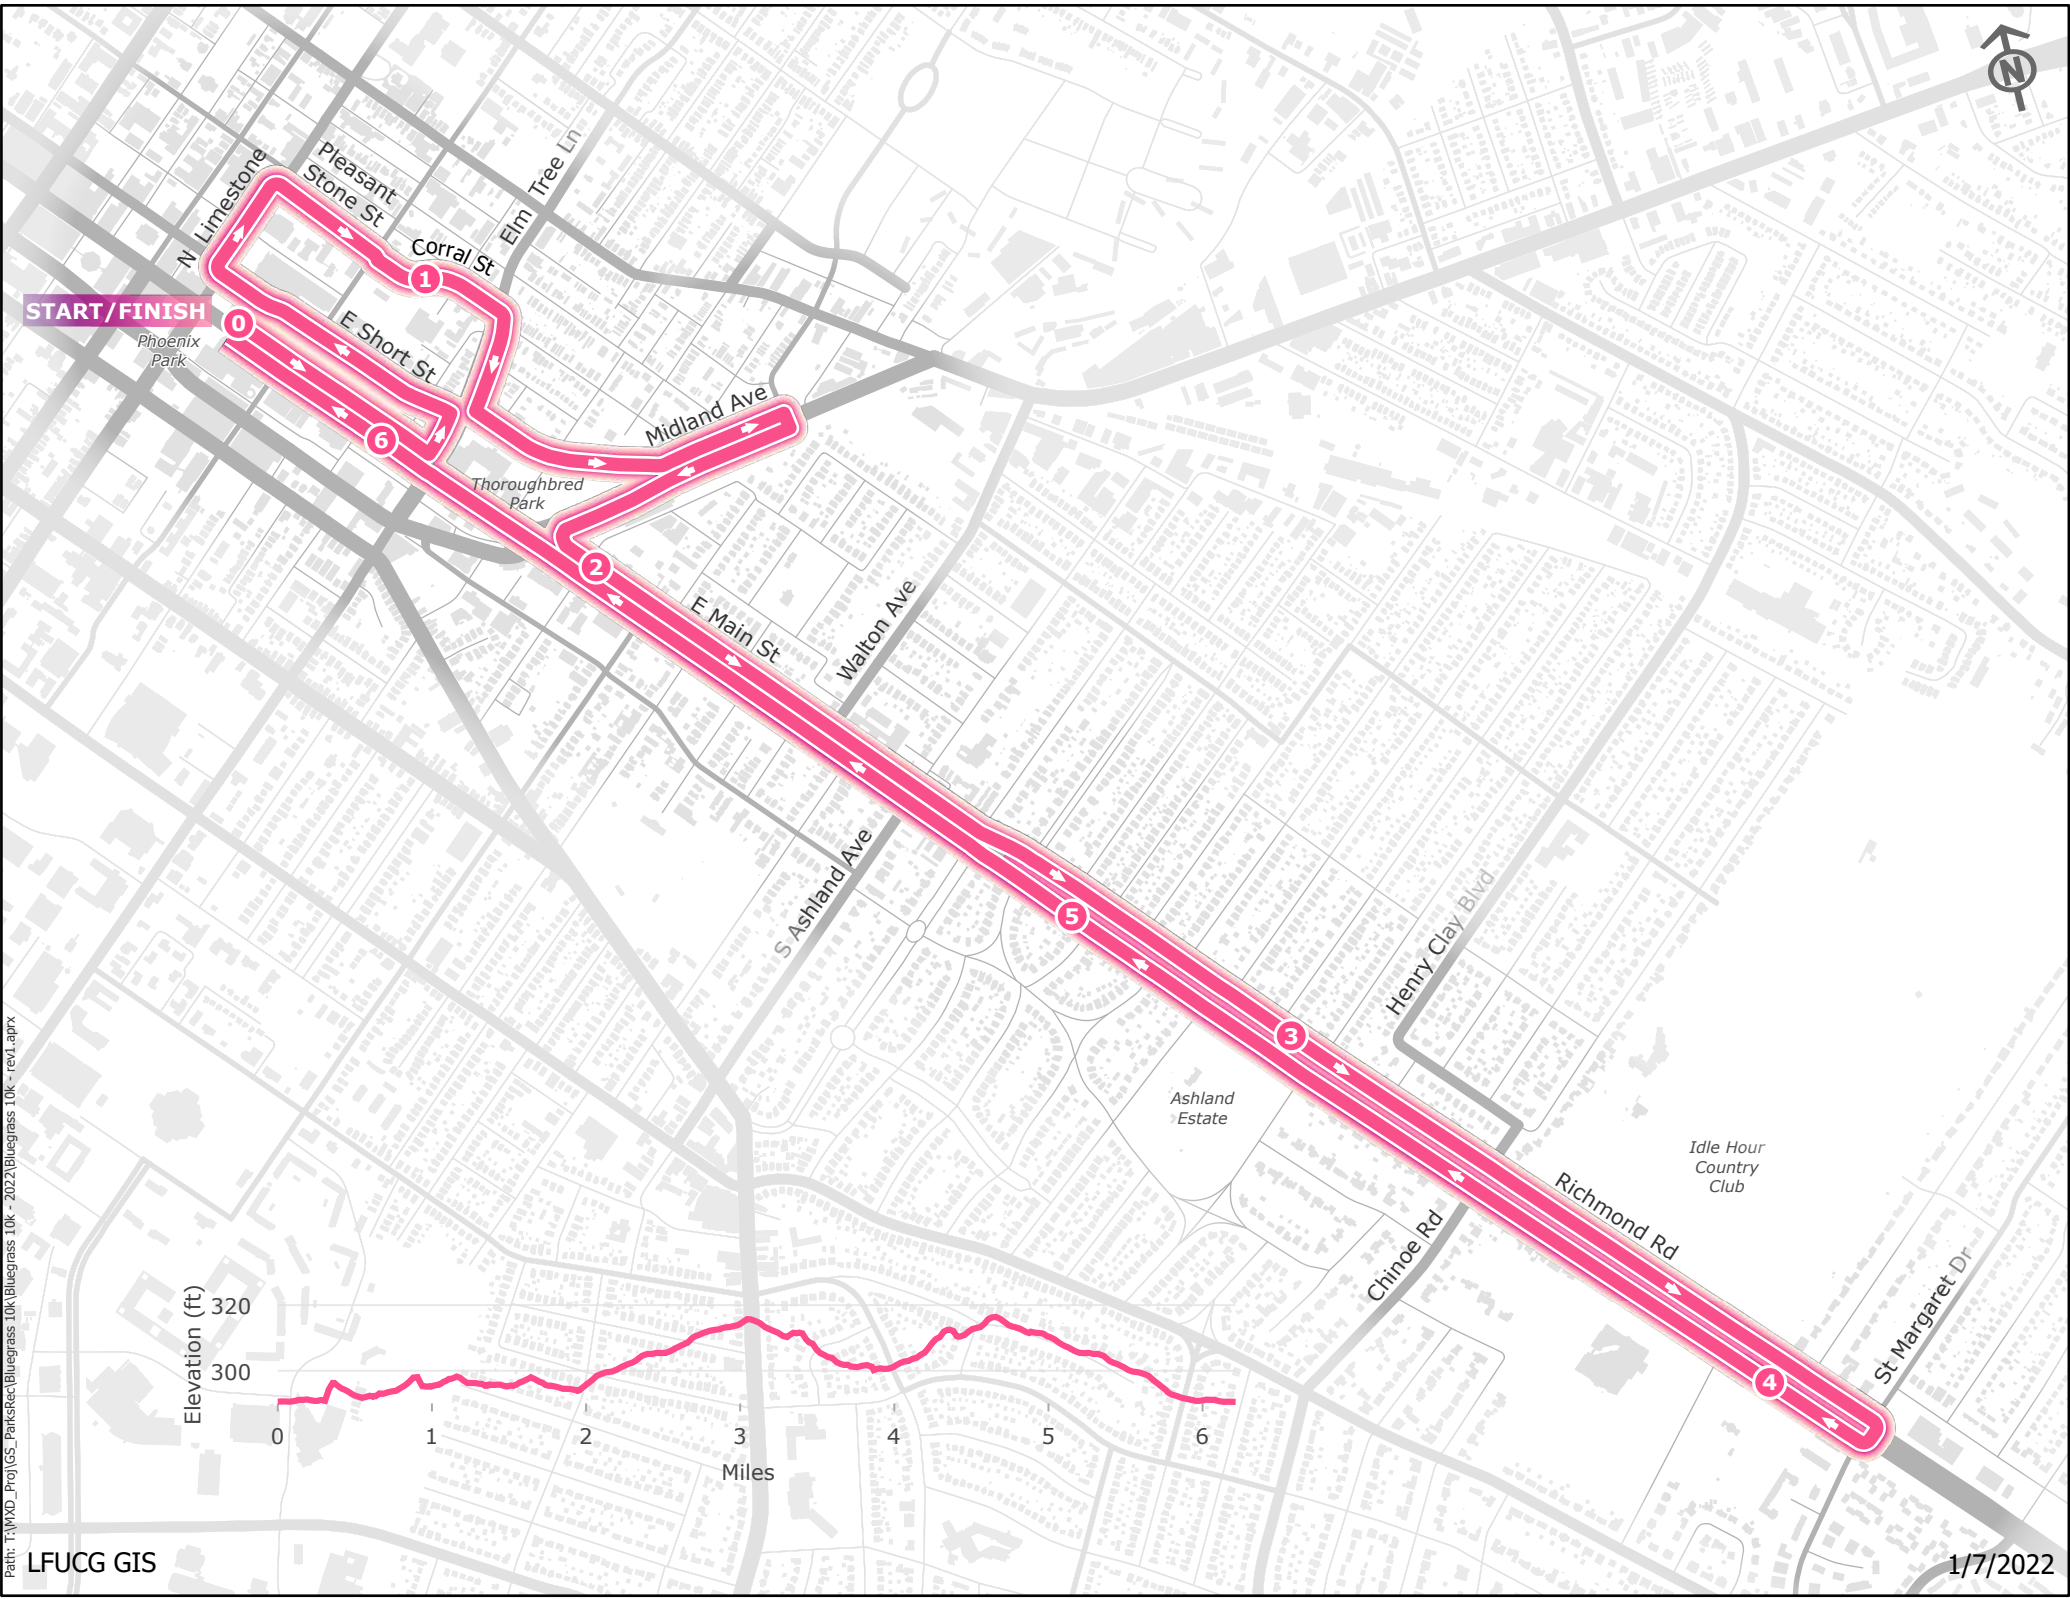 N
N Limestone
Pleasant
Stone St
Elm Tree Ln
Corral St
1
START/FINISH
0
Phoenix
Park
E Short St
Midland Ave
6
Thoroughbred
Park
2
E Main St
Walton Ave
S Ashland Ave
5
Henry Clay Blvd
3
Ashland
Estate
Idle Hour
Country
Club
Richmond Rd
Chinoe Rd
St Margaret Dr
4
Elevation (ft)
320
300
0 1 2 3 4 5 6
Miles
Path: T:\MXD_Proj\GS_ParksRec\Bluegrass 10k\Bluegrass 10k - 2022\Bluegrass 10k - rev1.aprx
LFUCG GIS
1/7/2022